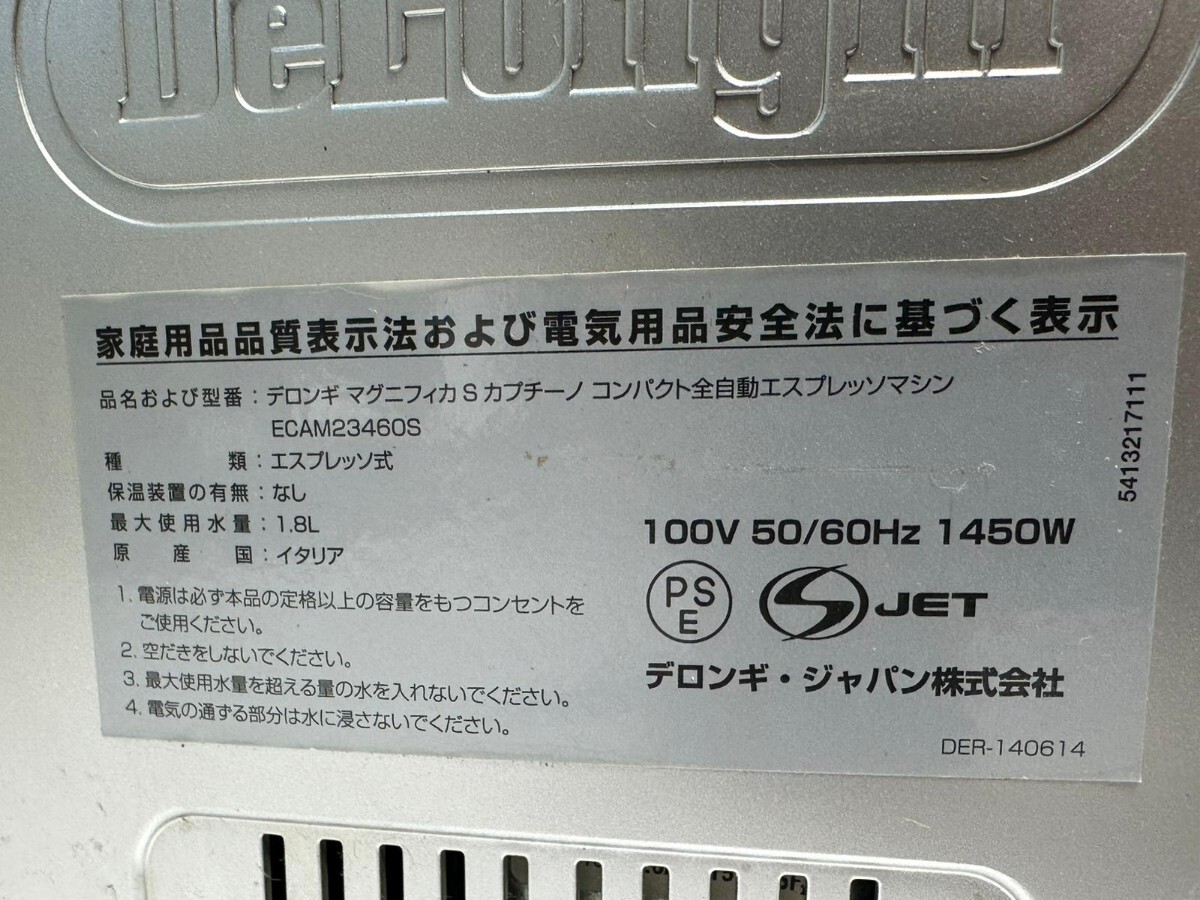 DeLonghi
家庭用品品質表示法および電気用品安全法に基づく表示
品名および型番：デロンギ マグニフィカ S カプチーノ コンパクト全自動エスプレッソマシン
ECAM23460S
種類：エスプレッソ式
保温装置の有無：なし
最大使用水量：1.8L
原産国：イタリア
1. 電源は必ず本品の定格以上の容量をもつコンセントを
ご使用ください。
2. 空だきをしないでください。
3. 最大使用水量を超える量の水を入れないでください。
4. 電気の通ずる部分は水に浸さないでください。
100V 50/60Hz 1450W
PS
E
S JET
デロンギ・ジャパン株式会社
DER-140614
5413217111